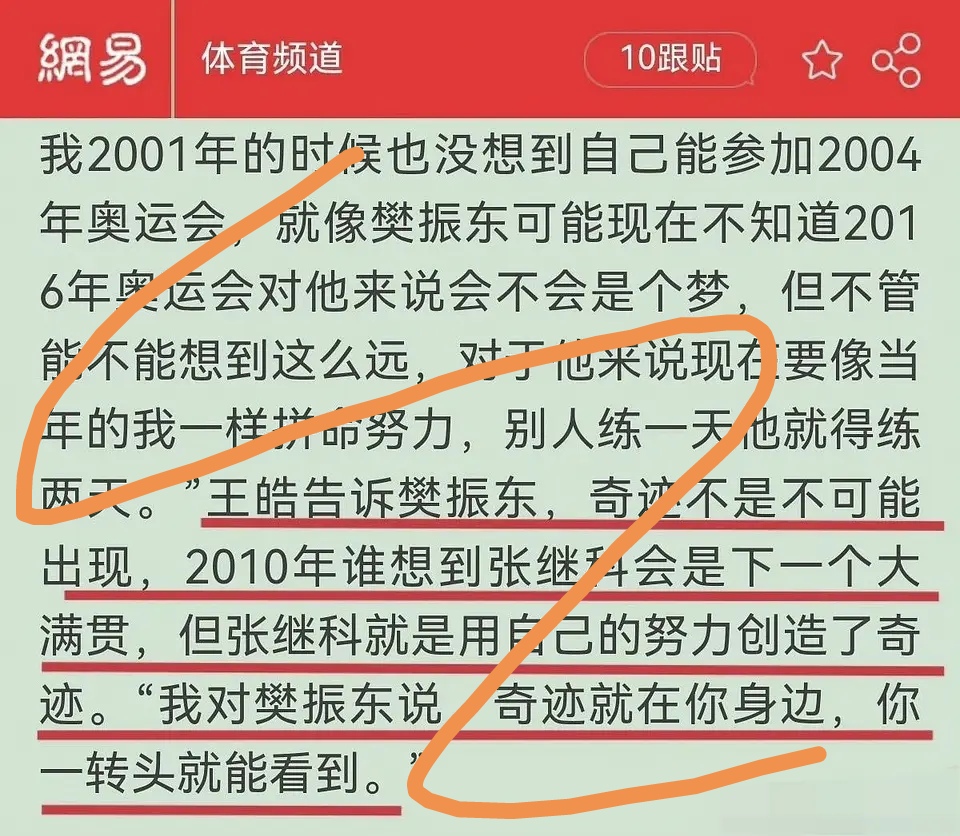 網易 体育频道 10跟贴
我2001年的时候也没想到自己能参加2004
年奥运会，就像樊振东可能现在不知道201
6年奥运会对他来说会不会是个梦，但不管
能不能想到这么远，对于他来说现在要像当
年的我一样拼命努力，别人练一天他就得练
两天。”王皓告诉樊振东，奇迹不是不可能
出现，2010年谁想到张继科会是下一个大
满贯，但张继科就是用自己的努力创造了奇
迹。“我对樊振东说，奇迹就在你身边，你
一转头就能看到。”